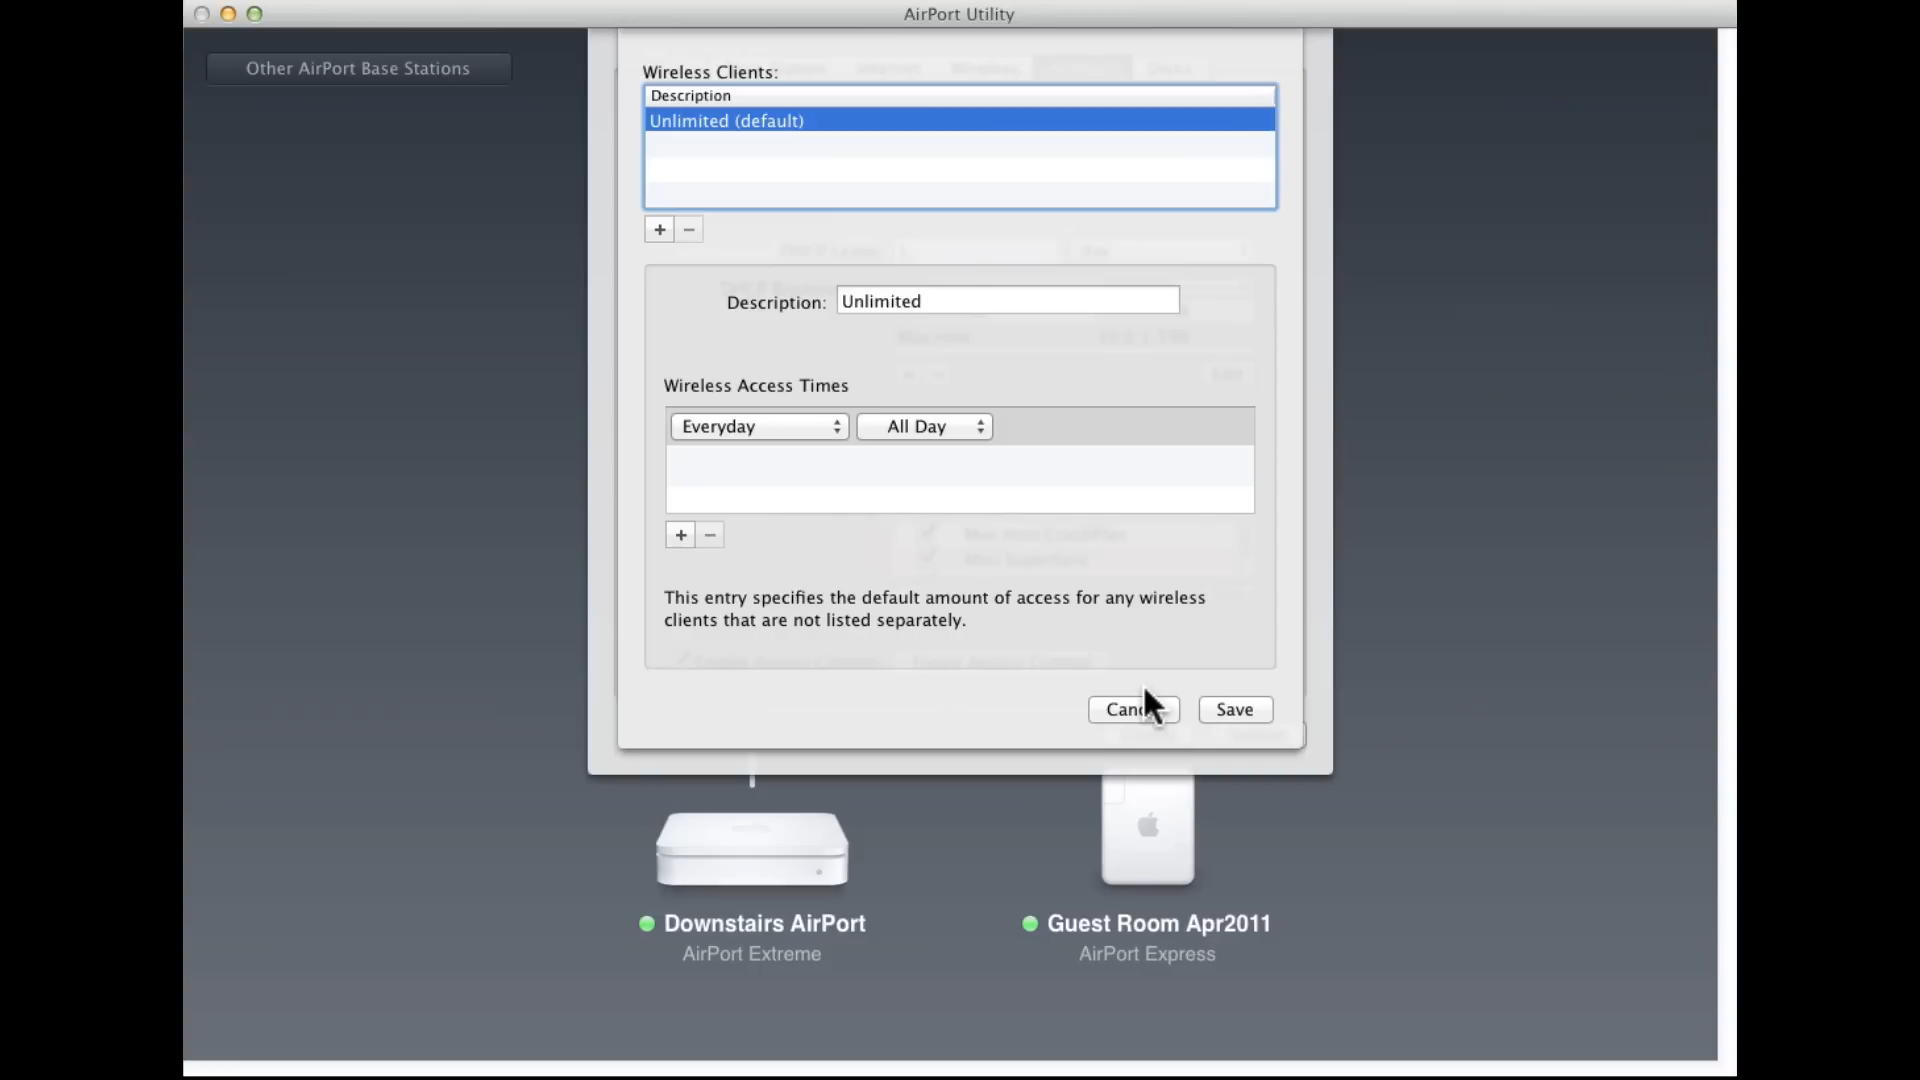 AirPort Utility
Other AirPort Base Stations
Wireless Clients:
Description
Unlimited (default)
+ −
Description: Unlimited
Wireless Access Times
Everyday All Day
+ −
This entry specifies the default amount of access for any wireless
clients that are not listed separately.
Save
Downstairs AirPort
AirPort Extreme
Guest Room Apr2011
AirPort Express